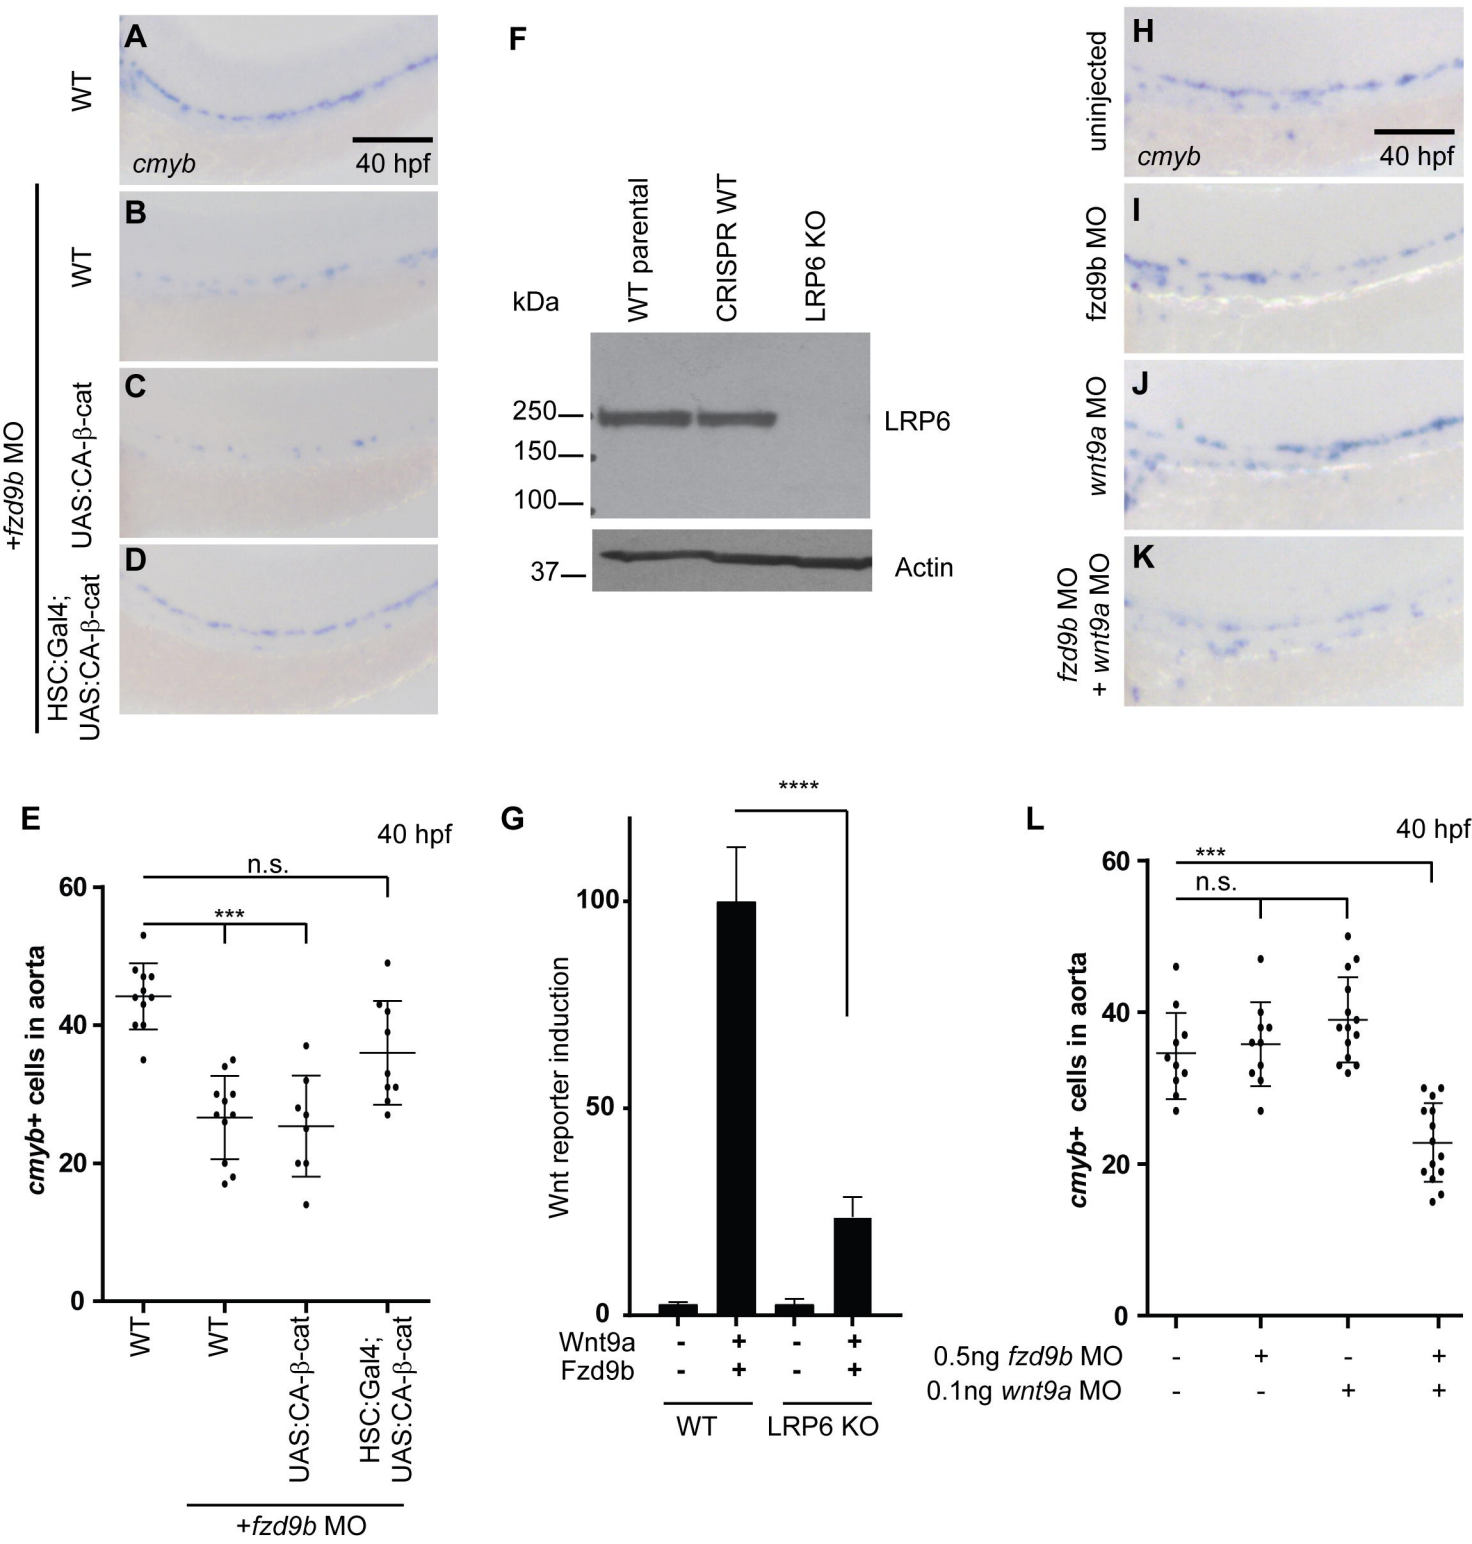 A
WT
cmyb
40 hpf
B
WT
C
UAS:CA-β-cat
D
HSC:Gal4;
UAS:CA-β-cat
+fzd9b MO
F
kDa
WT parental
CRISPR WT
LRP6 KO
250
150
100
LRP6
37
Actin
H
uninjected
cmyb
40 hpf
I
fzd9b MO
J
wnt9a MO
K
fzd9b MO
+ wnt9a MO
E
40 hpf
n.s.
***
cmyb+ cells in aorta
60
40
20
0
WT
WT
UAS:CA-β-cat
HSC:Gal4;
UAS:CA-β-cat
+fzd9b MO
G
****
Wnt reporter induction
100
50
0
Wnt9a - + - +
Fzd9b - + - +
WT LRP6 KO
L
40 hpf
***
n.s.
cmyb+ cells in aorta
60
40
20
0
0.5ng fzd9b MO - + - +
0.1ng wnt9a MO - - + +